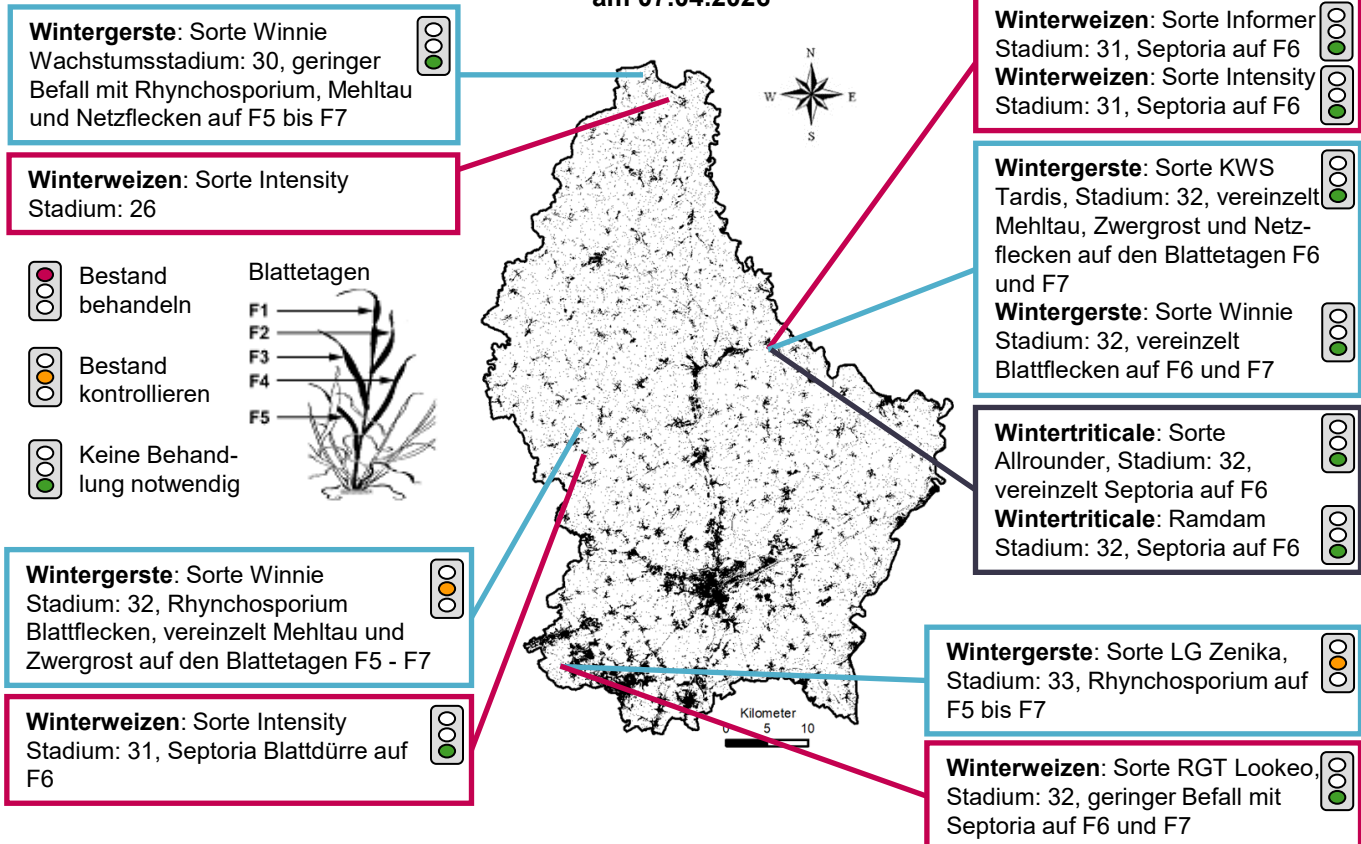 am 07.04.2026
Wintergerste: Sorte Winnie
Wachstumsstadium: 30, geringer
Befall mit Rhynchosporium, Mehltau
und Netzflecken auf F5 bis F7
Winterweizen: Sorte Intensity
Stadium: 26
Bestand
behandeln
Bestand
kontrollieren
Keine Behand-
lung notwendig
Blattetagen
F1
F2
F3
F4
F5
Wintergerste: Sorte Winnie
Stadium: 32, Rhynchosporium
Blattflecken, vereinzelt Mehltau und
Zwergrost auf den Blattetagen F5 - F7
Winterweizen: Sorte Intensity
Stadium: 31, Septoria Blattdürre auf
F6
N
W E
S
Kilometer
0 5 10
Winterweizen: Sorte Informer
Stadium: 31, Septoria auf F6
Winterweizen: Sorte Intensity
Stadium: 31, Septoria auf F6
Wintergerste: Sorte KWS
Tardis, Stadium: 32, vereinzelt
Mehltau, Zwergrost und Netz-
flecken auf den Blattetagen F6
und F7
Wintergerste: Sorte Winnie
Stadium: 32, vereinzelt
Blattflecken auf F6 und F7
Wintertriticale: Sorte
Allrounder, Stadium: 32,
vereinzelt Septoria auf F6
Wintertriticale: Ramdam
Stadium: 32, Septoria auf F6
Wintergerste: Sorte LG Zenika,
Stadium: 33, Rhynchosporium auf
F5 bis F7
Winterweizen: Sorte RGT Lookeo,
Stadium: 32, geringer Befall mit
Septoria auf F6 und F7